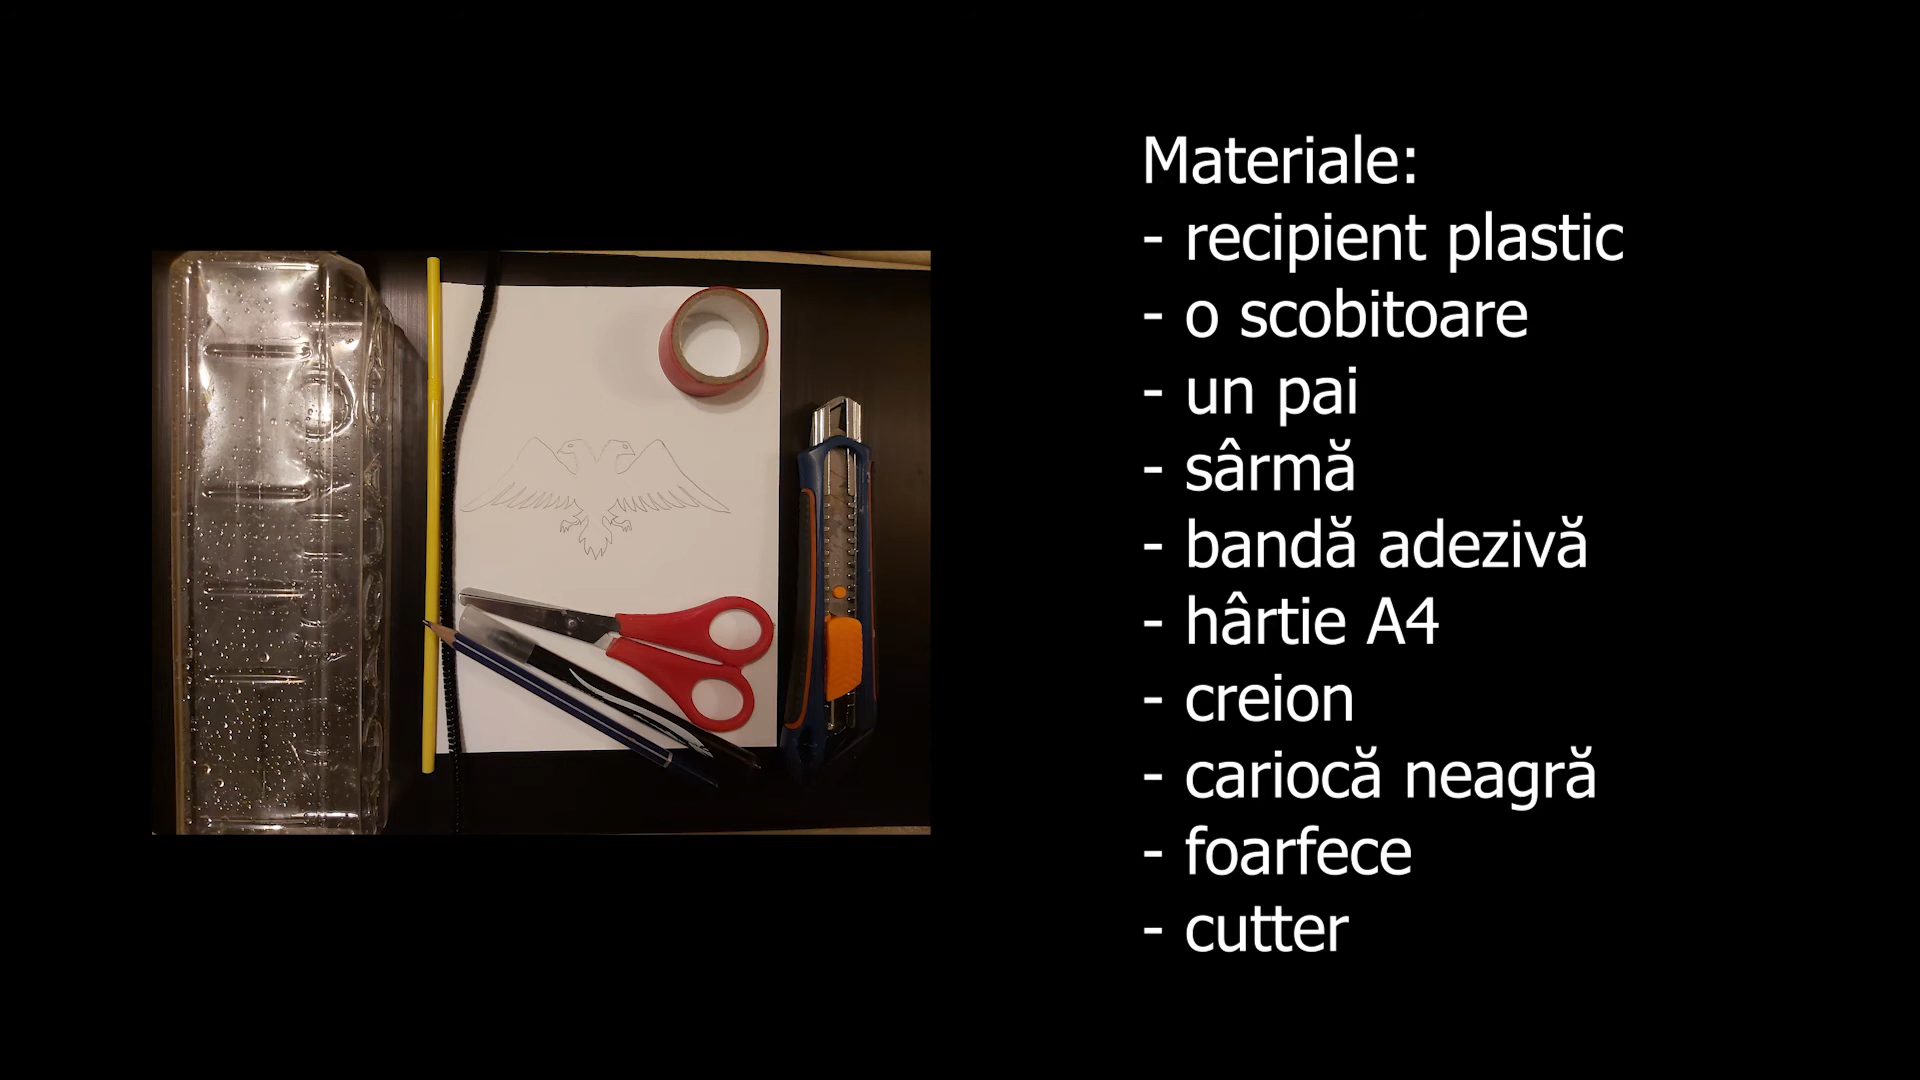 Materiale:
- recipient plastic
- o scobitoare
- un pai
- sârmă
- bandă adezivă
- hârtie A4
- creion
- cariocă neagră
- foarfece
- cutter